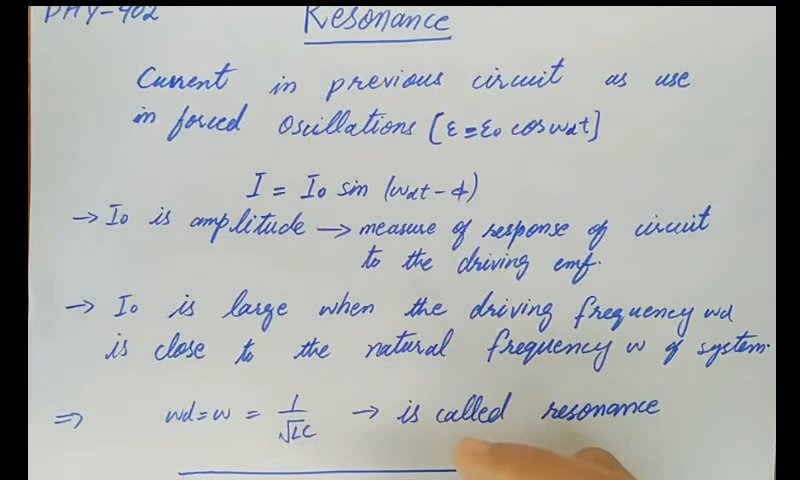 PHY-402
Resonance
Current in previous circuit as use
in forced Oscillations [ε = ε₀ cos ωdt]
I = I₀ sin (ωdt - ϕ)
→ I₀ is amplitude → measure of response of circuit
to the driving emf.
→ I₀ is large when the driving frequency ωd
is close to the natural frequency ω of system.
⇒ ωd = ω = 1/√LC → is called resonance